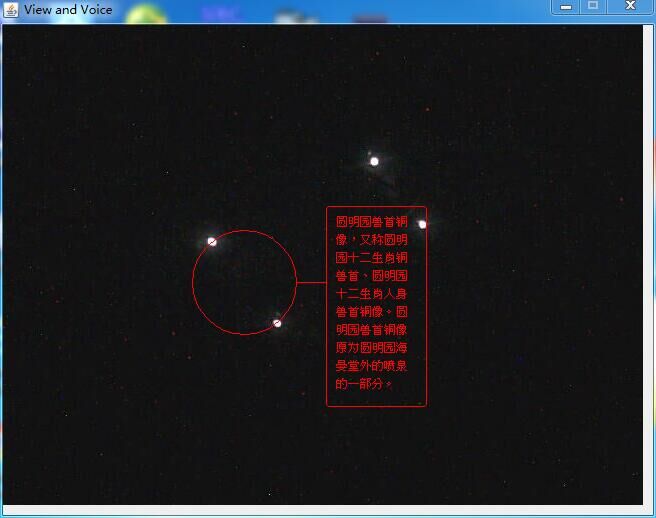 View and Voice
圆明园兽首铜
像，又称圆明
园十二生肖铜
兽首、圆明园
十二生肖人身
兽首铜像。圆
明园兽首铜像
原为圆明园海
晏堂外的喷泉
的一部分。